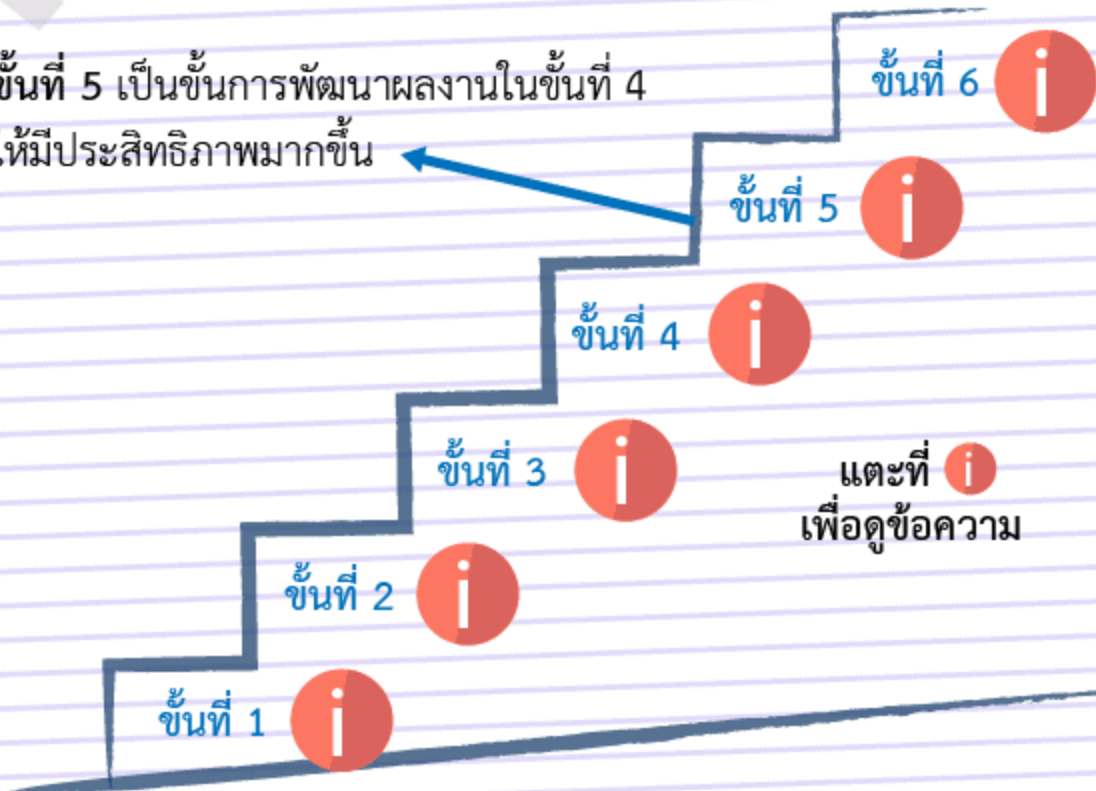 ขั้นที่ 5 เป็นขั้นการพัฒนาผลงานในขั้นที่ 4
ให้มีประสิทธิภาพมากขึ้น
ขั้นที่ 6 i
ขั้นที่ 5 i
ขั้นที่ 4 i
ขั้นที่ 3 i
แตะที่ i
เพื่อดูข้อความ
ขั้นที่ 2 i
ขั้นที่ 1 i